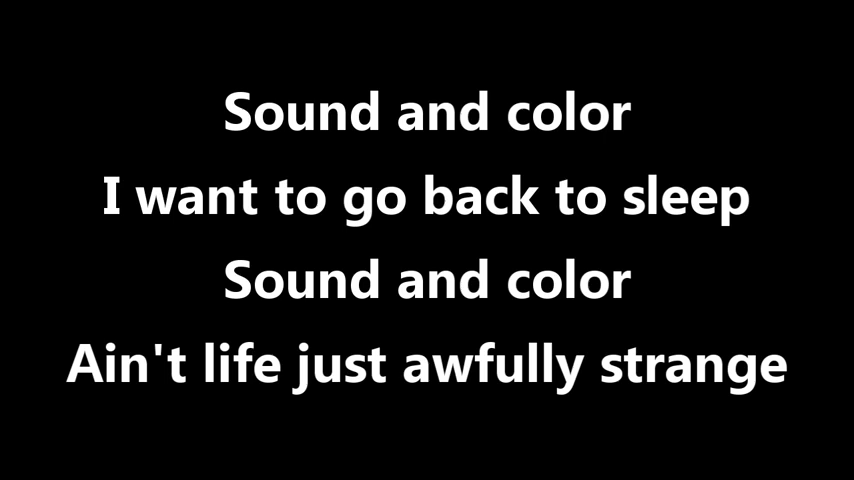 Sound and color
I want to go back to sleep
Sound and color
Ain't life just awfully strange